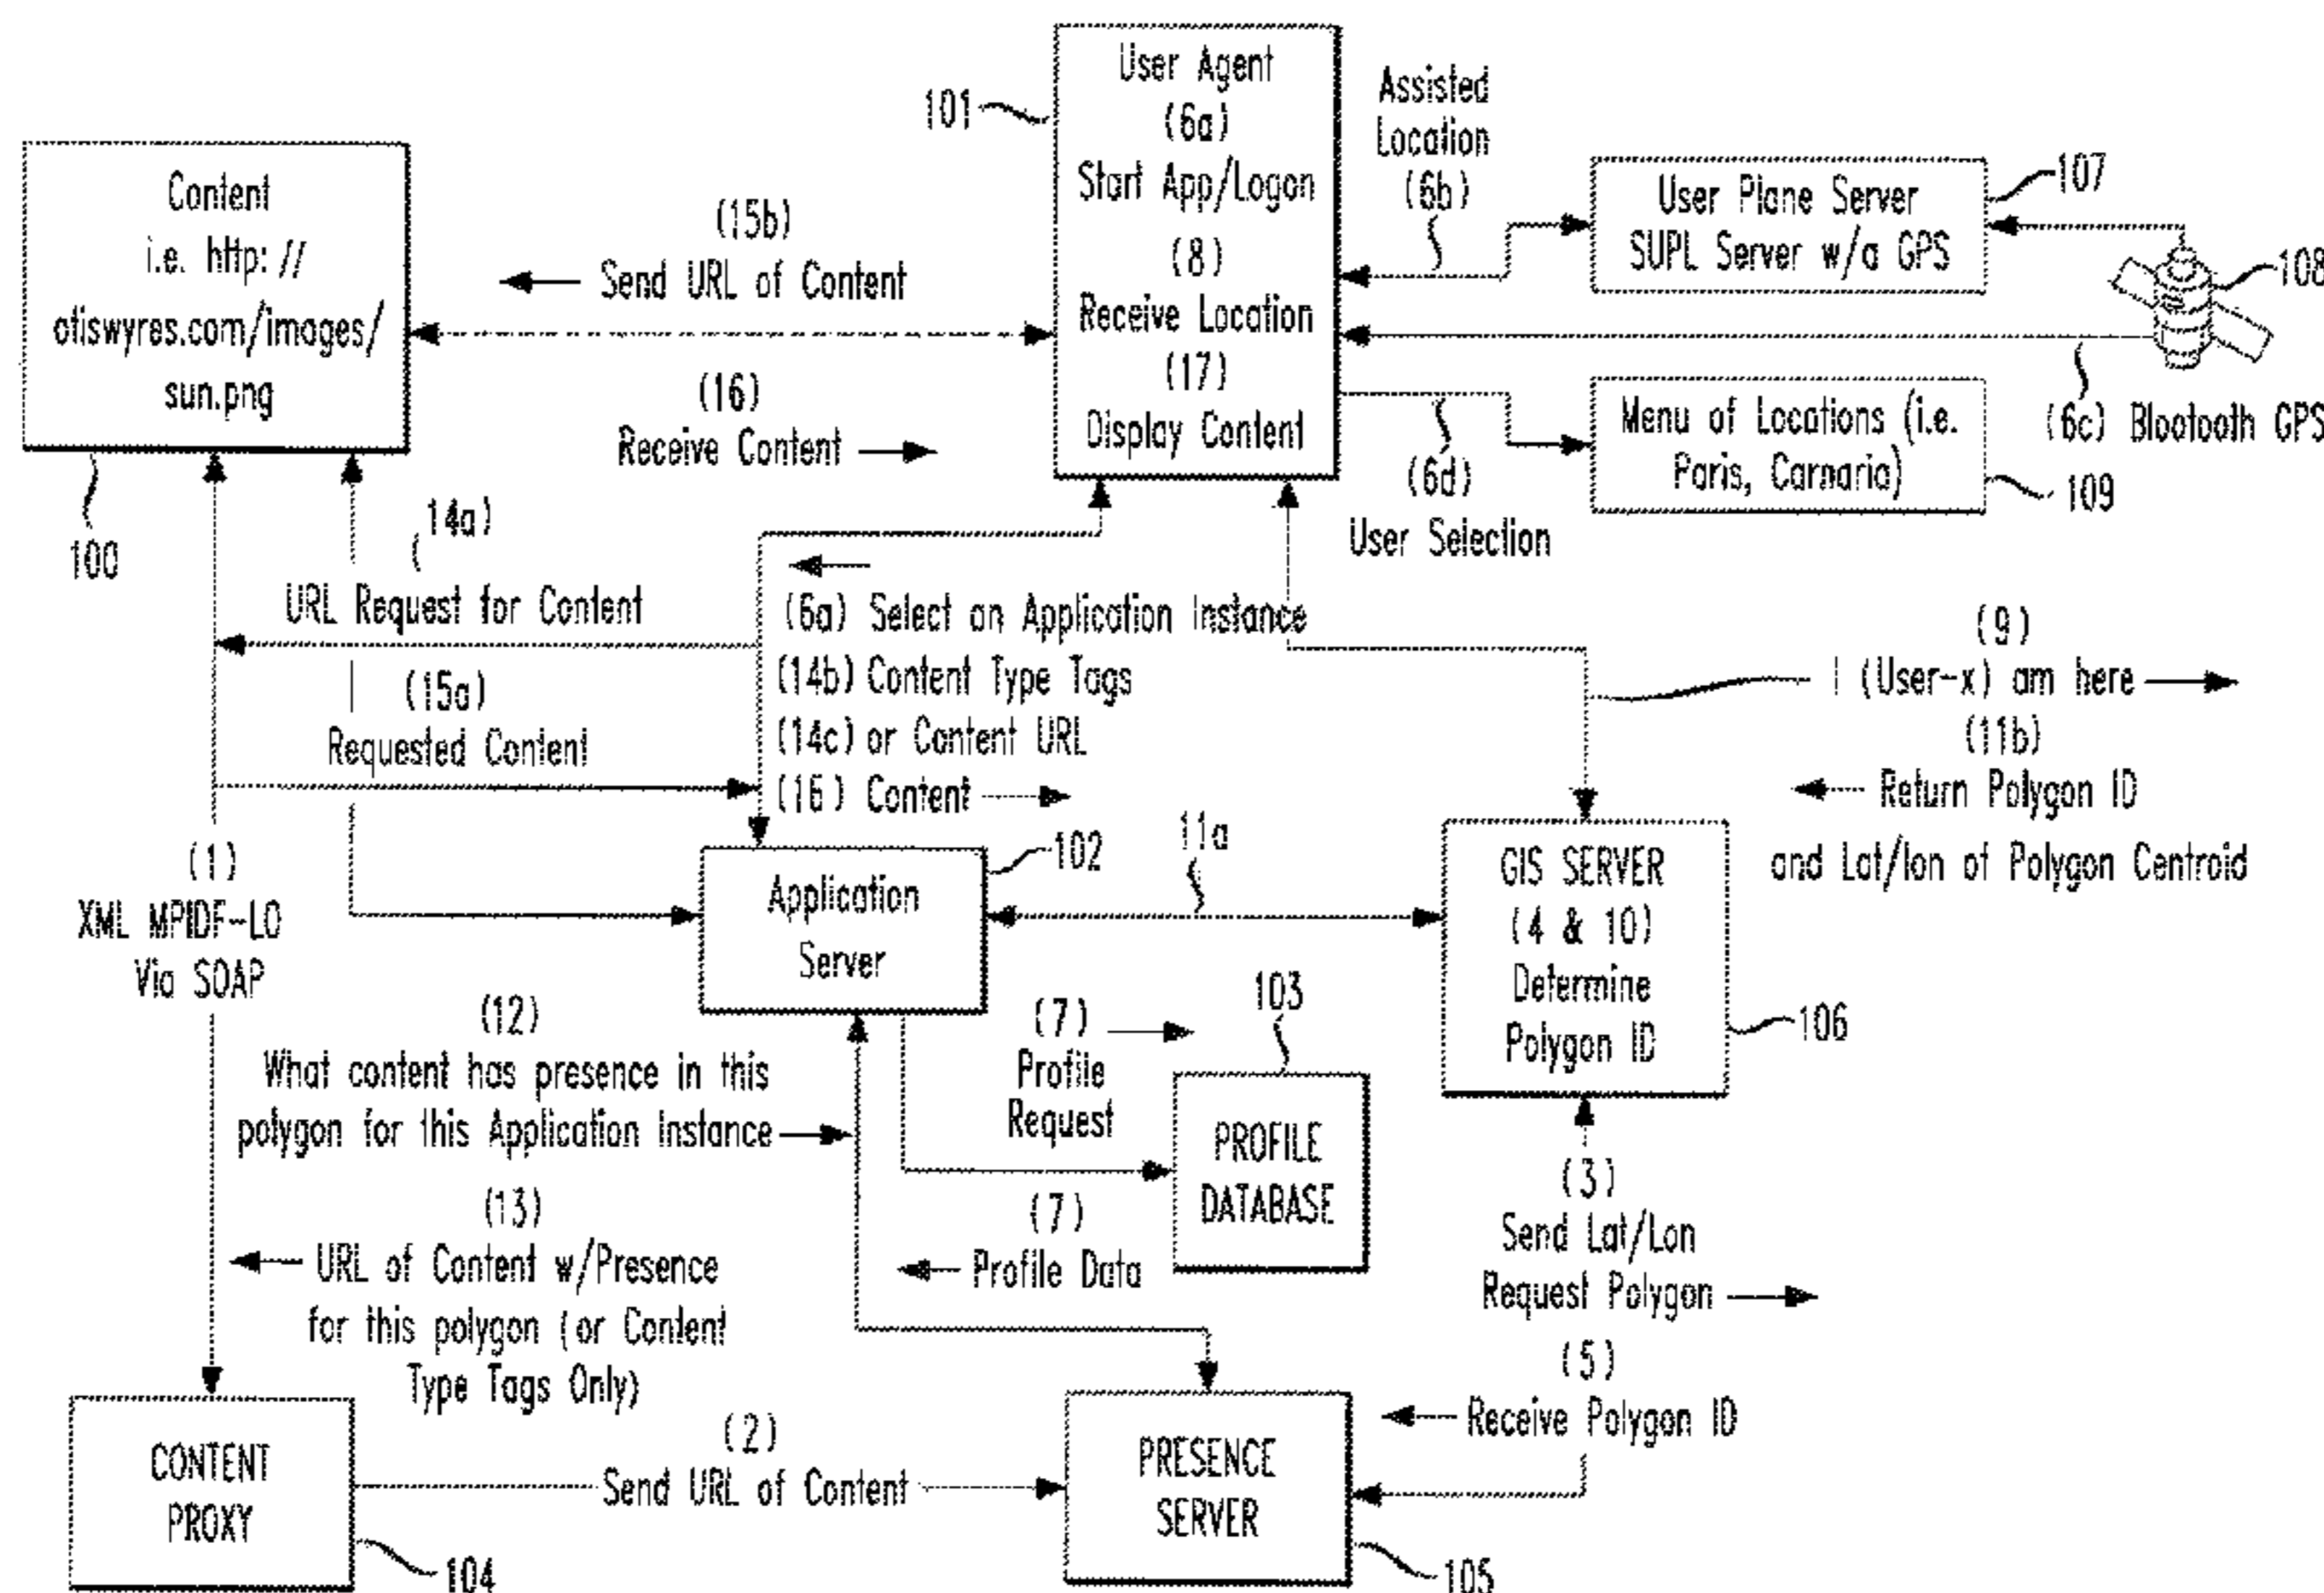 Content
i.e. http: //
otiswyres.com/images/
sun.png
100
(15b)
Send URL of Content
(16)
Receive Content
101
User Agent
(6a)
Start App/Logon
(8)
Receive Location
(17)
Display Content
Assisted
Location
(6b)
User Plane Server
SUPL Server w/a GPS
107
108
(6c) Blootooth GPS
Menu of Locations (i.e.
Paris, Carnaria)
109
(6d)
User Selection
(14a)
URL Request for Content
(15a)
Requested Content
(6a) Select an Application Instance
(14b) Content Type Tags
(14c) or Content URL
(16) Content
(9)
I (User-x) am here
(11b)
Return Polygon ID
and Lat/lon of Polygon Centroid
(1)
XML MPIDF-LO
Via SOAP
Application
Server
102
11a
GIS SERVER
(4 & 10)
Determine
Polygon ID
106
(12)
What content has presence in this
polygon for this Application Instance
(7)
Profile
Request
103
PROFILE
DATABASE
(7)
Profile Data
(13)
URL of Content w/Presence
for this polygon (or Content
Type Tags Only)
(3)
Send Lat/Lon
Request Polygon
(5)
Receive Polygon ID
CONTENT
PROXY
104
(2)
Send URL of Content
PRESENCE
SERVER
105